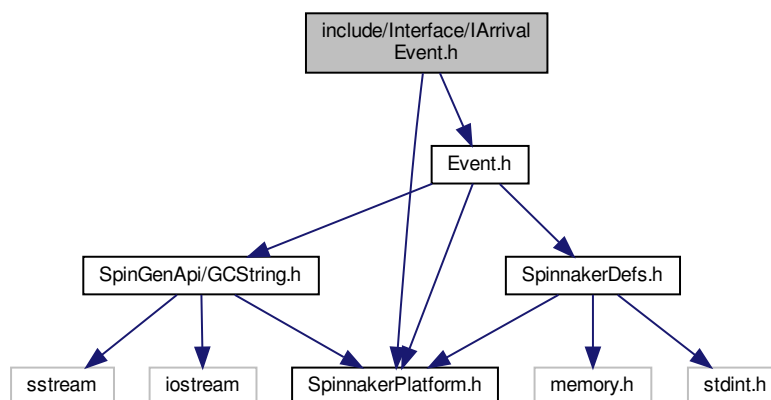 include/Interface/IArrival
Event.h
Event.h
SpinGenApi/GCString.h
SpinnakerDefs.h
sstream
iostream
SpinnakerPlatform.h
memory.h
stdint.h